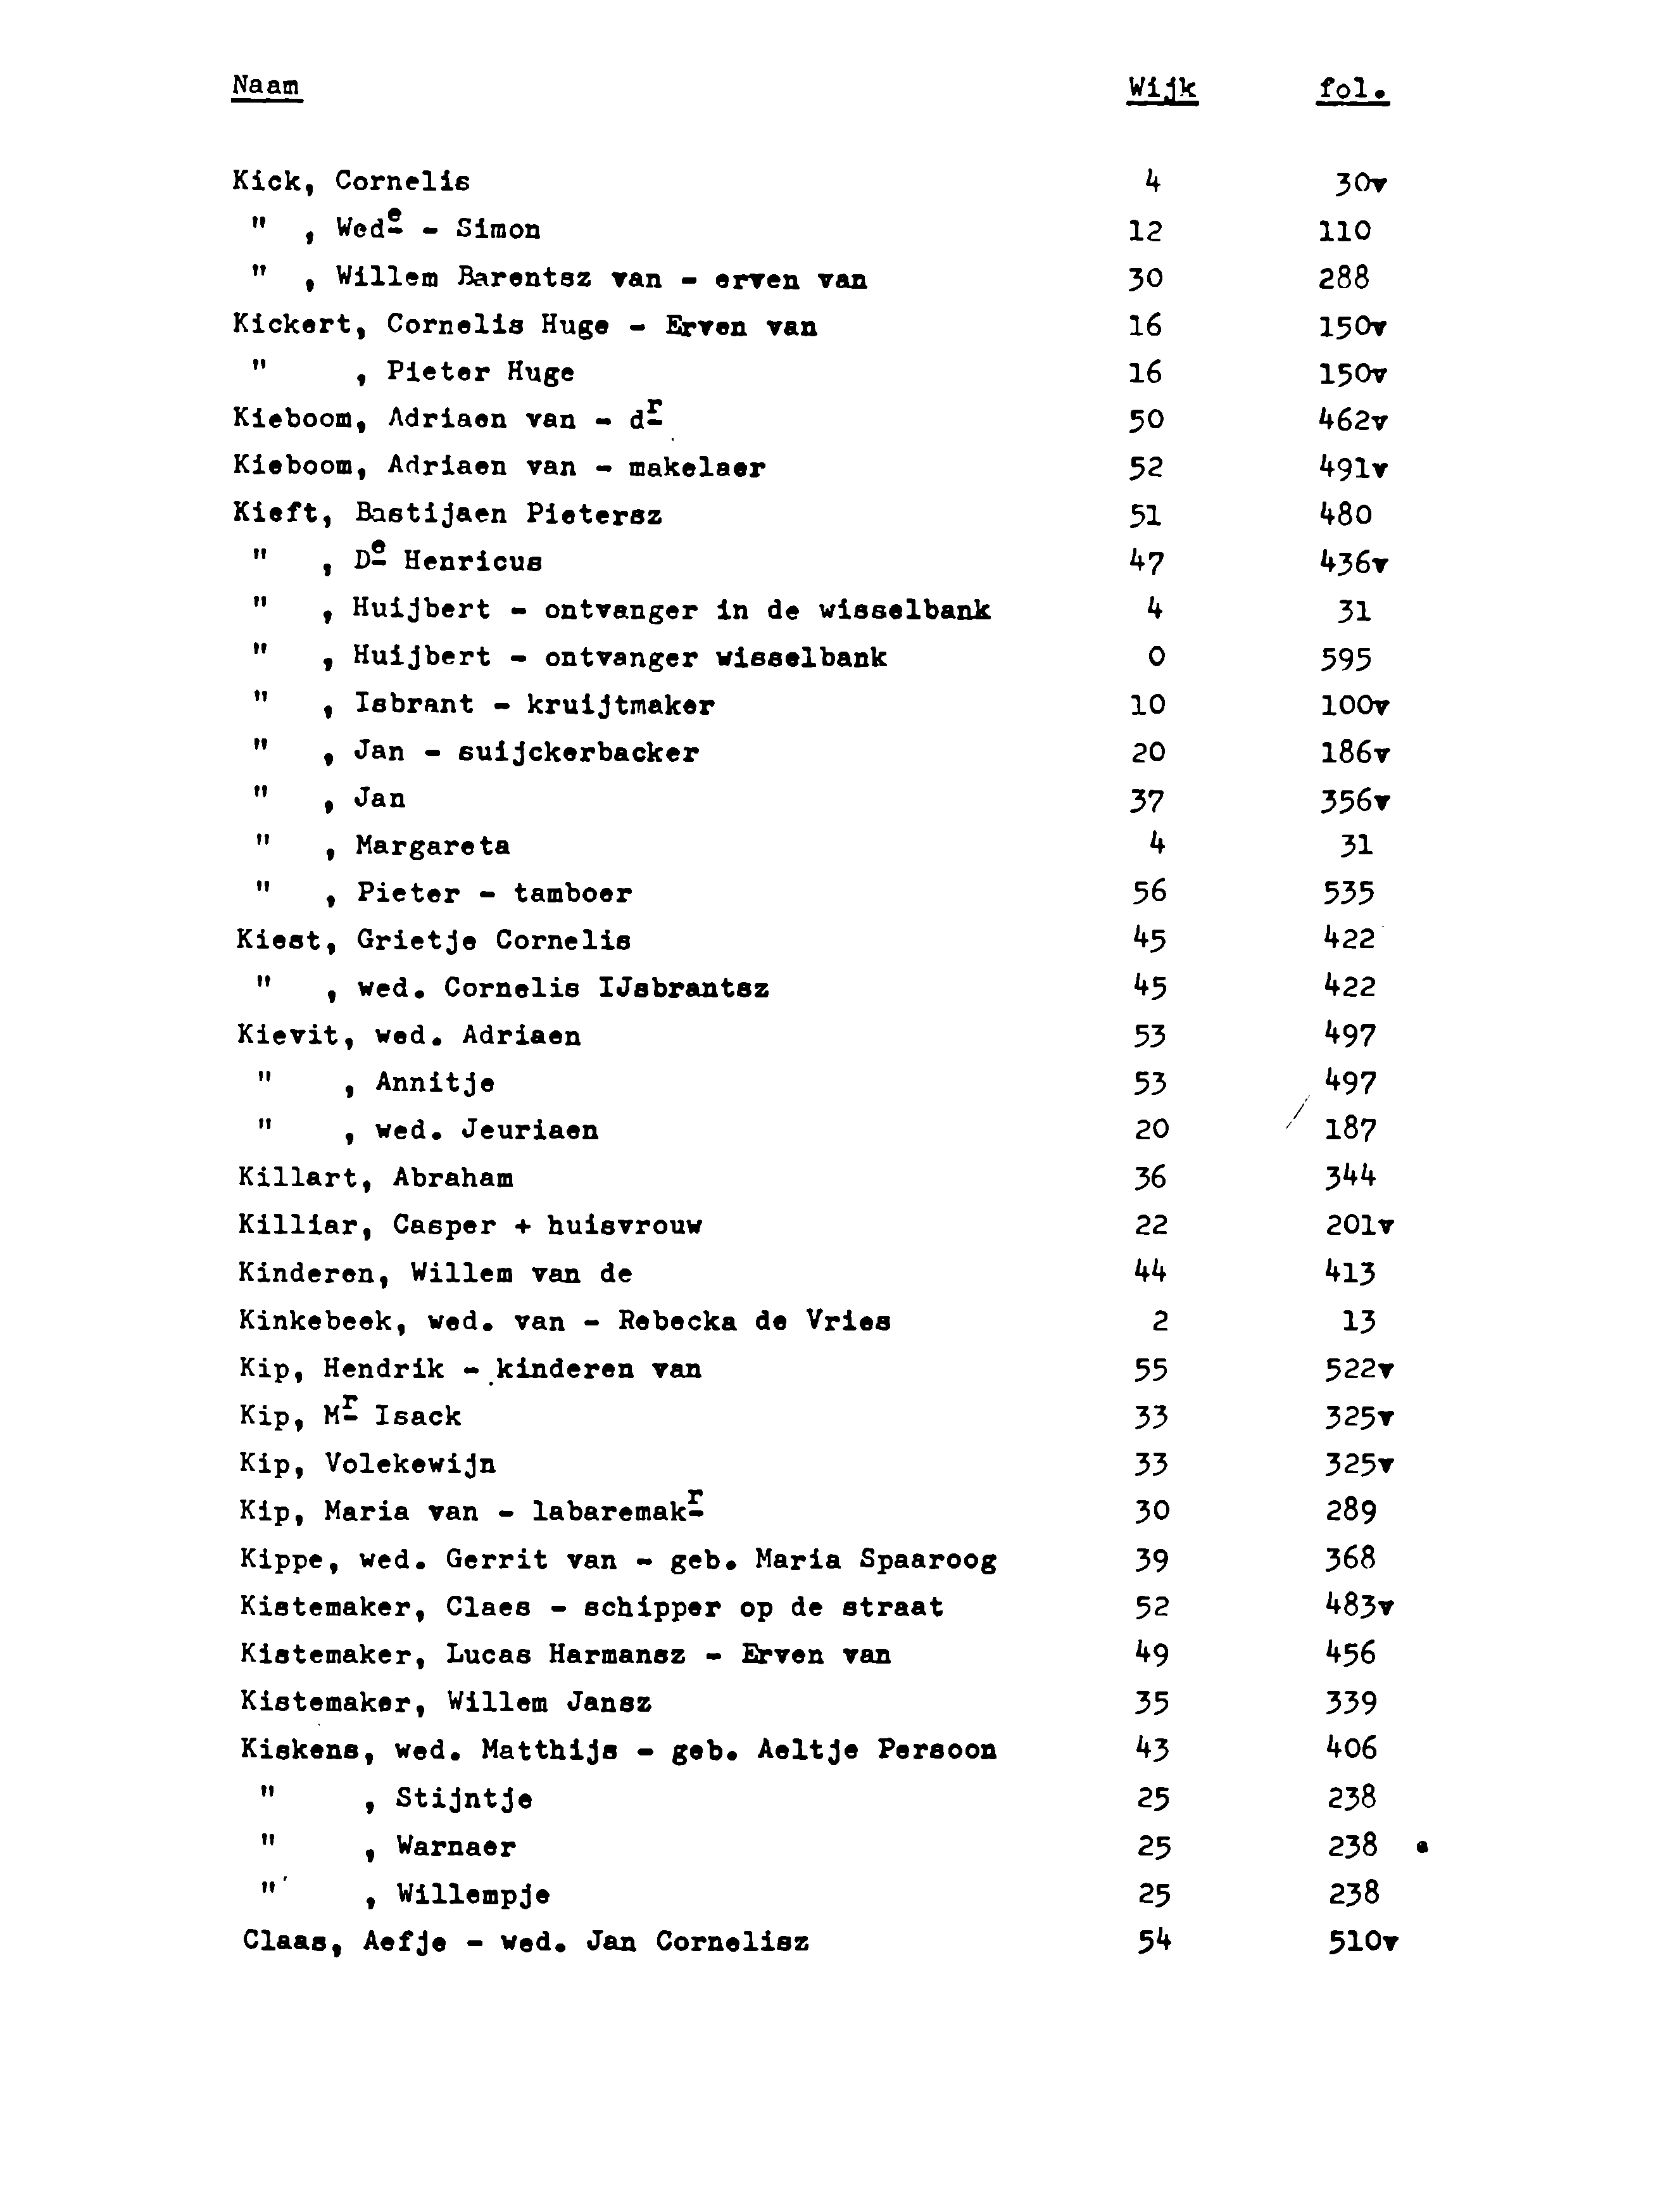 Naam Wijk fol.
Kick, Cornelis 4 30v
" , Wedᵉ - Simon 12 110
" , Willem Barentsz van - erven van 30 288
Kickert, Cornelis Huge - Erven van 16 150v
" , Pieter Huge 16 150v
Kieboom, Adriaen van - dʳ 50 462v
Kieboom, Adriaen van - makelaer 52 491v
Kieft, Bastijaen Pietersz 51 480
" , Dᵉ Henricus 47 436v
" , Huijbert - ontvanger in de wisselbank 4 31
" , Huijbert - ontvanger wisselbank 0 595
" , Isbrant - kruijtmaker 10 100v
" , Jan - suijckerbacker 20 186v
" , Jan 37 356v
" , Margareta 4 31
" , Pieter - tamboer 56 535
Kiest, Grietje Cornelis 45 422
" , wed. Cornelis IJsbrantsz 45 422
Kievit, wed. Adriaen 53 497
" , Annitje 53 497
" , wed. Jeuriaen 20 187
Killart, Abraham 36 344
Killiar, Casper + huisvrouw 22 201v
Kinderen, Willem van de 44 413
Kinkebeek, wed. van - Rebecka de Vries 2 13
Kip, Hendrik - kinderen van 55 522v
Kip, Mʳ Isack 33 325v
Kip, Volekewijn 33 325v
Kip, Maria van - labaremakʳ 30 289
Kippe, wed. Gerrit van - geb. Maria Spaaroog 39 368
Kistemaker, Claes - schipper op de straat 52 483v
Kistemaker, Lucas Harmansz - Erven van 49 456
Kistemaker, Willem Jansz 35 339
Kiskens, wed. Matthijs - geb. Aeltje Persoon 43 406
" , Stijntje 25 238
" , Warnaer 25 238
" , Willempje 25 238
Claas, Aefje - wed. Jan Cornelisz 54 510v